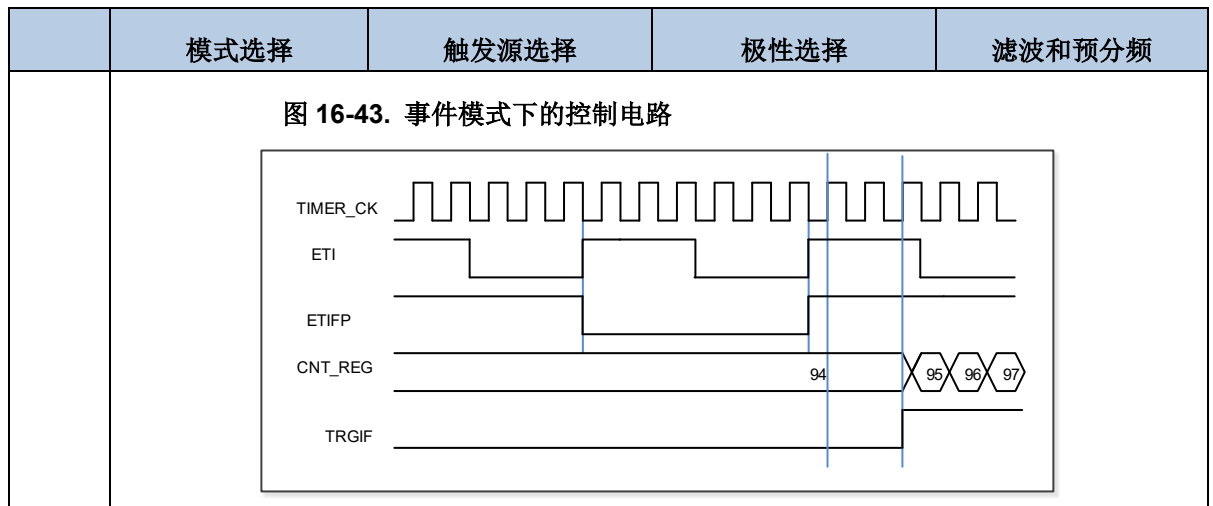 模式选择 触发源选择 极性选择 滤波和预分频
图 16-43. 事件模式下的控制电路
TIMER_CK
ETI
ETIFP
CNT_REG 94 95 96 97
TRGIF